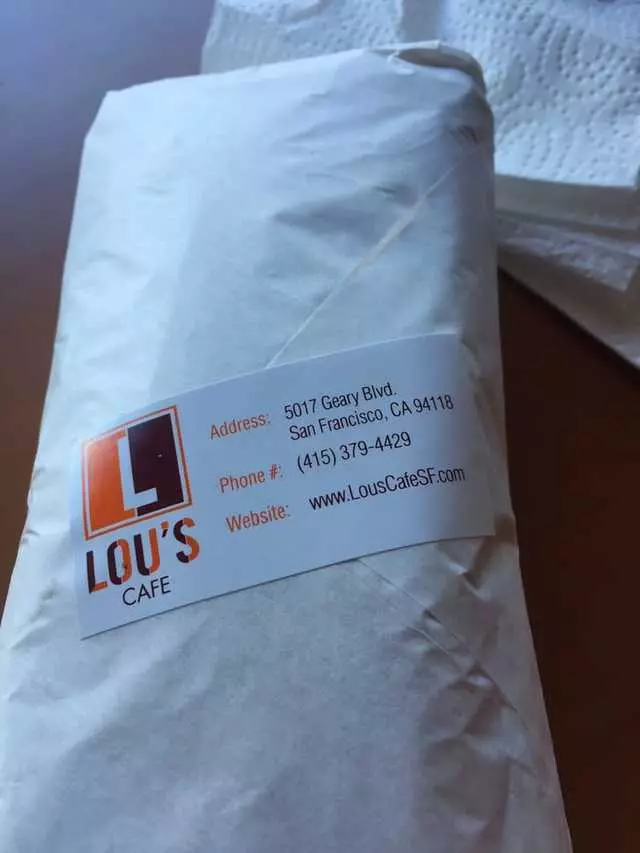 Address: 5017 Geary Blvd.
San Francisco, CA 94118
Phone #: (415) 379-4429
Website: www.LousCafeSF.com
L
LOU'S
CAFE